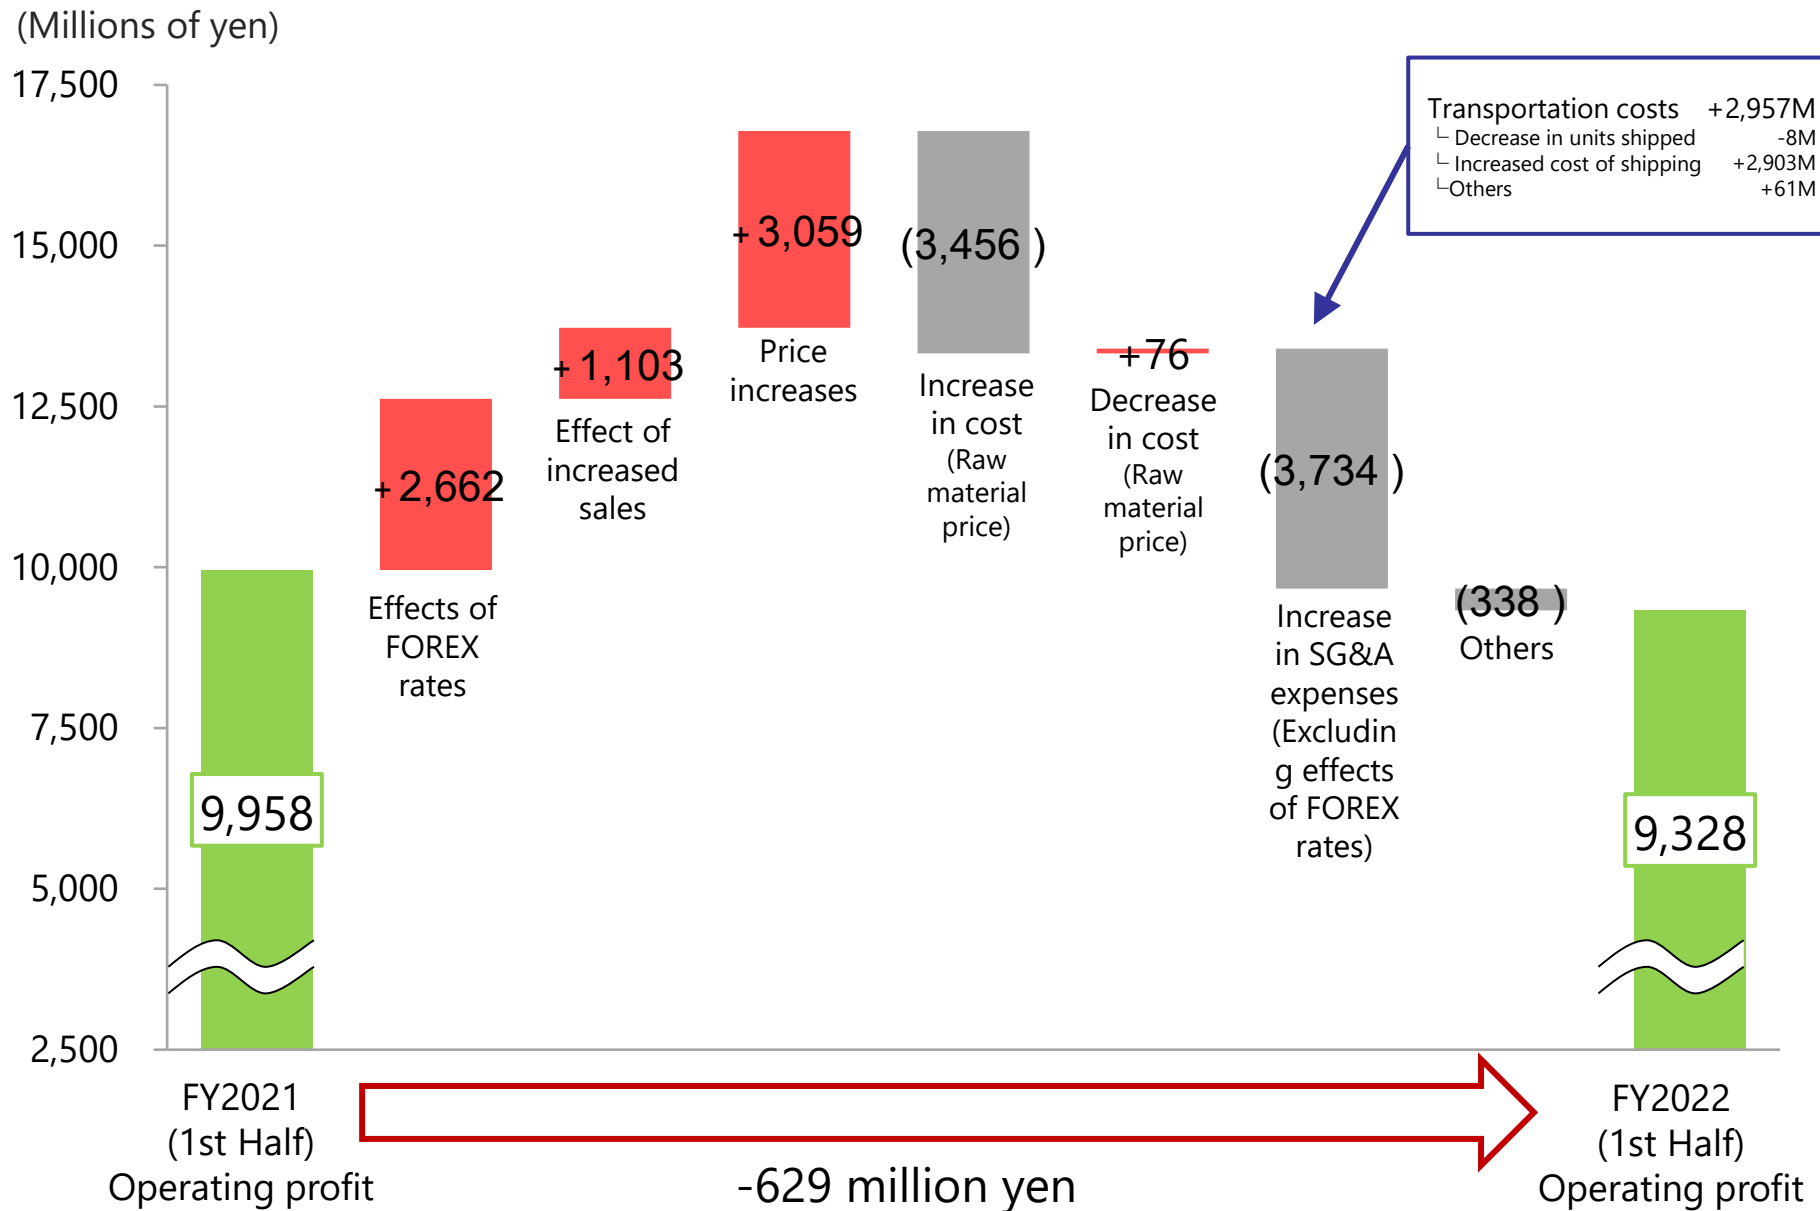 (Millions of yen)
17,500
15,000
12,500
10,000
7,500
5,000
2,500
Transportation costs +2,957M
└ Decrease in units shipped -8M
└ Increased cost of shipping +2,903M
└Others +61M
9,958
FY2021
(1st Half)
Operating profit
+ 2,662
Effects of
FOREX
rates
+ 1,103
Effect of
increased
sales
+ 3,059
Price
increases
(3,456 )
Increase
in cost
(Raw
material
price)
+76
Decrease
in cost
(Raw
material
price)
(3,734 )
Increase
in SG&A
expenses
(Excludin
g effects
of FOREX
rates)
(338 )
Others
9,328
FY2022
(1st Half)
Operating profit
-629 million yen